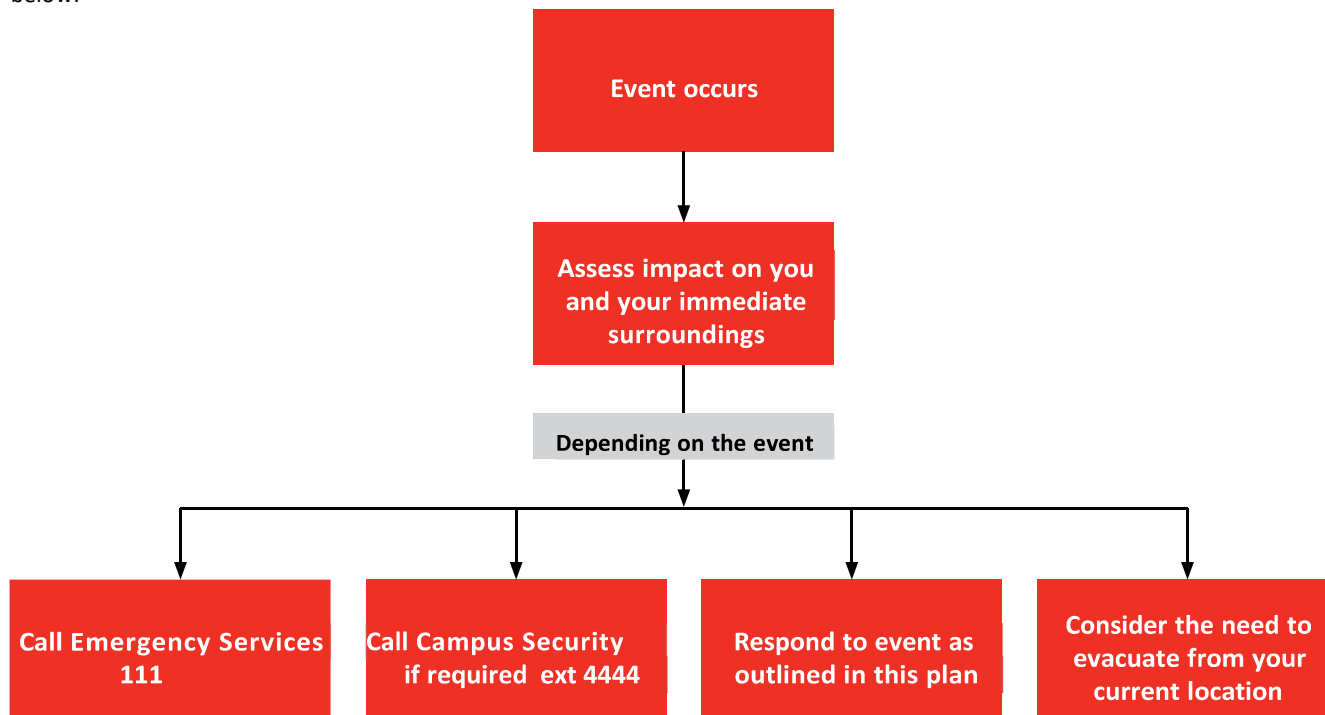 below:
Event occurs
Assess impact on you
and your immediate
surroundings
Depending on the event
Call Emergency Services
111
Call Campus Security
if required ext 4444
Respond to event as
outlined in this plan
Consider the need to
evacuate from your
current location